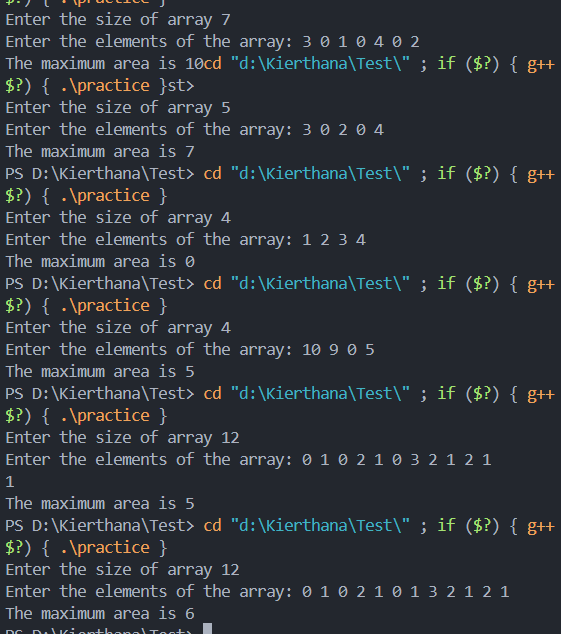 $?) { .\practice }
Enter the size of array 7
Enter the elements of the array: 3 0 1 0 4 0 2
The maximum area is 10cd "d:\Kierthana\Test\" ; if ($?) { g++
$?) { .\practice }st>
Enter the size of array 5
Enter the elements of the array: 3 0 2 0 4
The maximum area is 7
PS D:\Kierthana\Test> cd "d:\Kierthana\Test\" ; if ($?) { g++
$?) { .\practice }
Enter the size of array 4
Enter the elements of the array: 1 2 3 4
The maximum area is 0
PS D:\Kierthana\Test> cd "d:\Kierthana\Test\" ; if ($?) { g++
$?) { .\practice }
Enter the size of array 4
Enter the elements of the array: 10 9 0 5
The maximum area is 5
PS D:\Kierthana\Test> cd "d:\Kierthana\Test\" ; if ($?) { g++
$?) { .\practice }
Enter the size of array 12
Enter the elements of the array: 0 1 0 2 1 0 3 2 1 2 1
1
The maximum area is 5
PS D:\Kierthana\Test> cd "d:\Kierthana\Test\" ; if ($?) { g++
$?) { .\practice }
Enter the size of array 12
Enter the elements of the array: 0 1 0 2 1 0 1 3 2 1 2 1
The maximum area is 6
PS D:\Kierthana\Test>